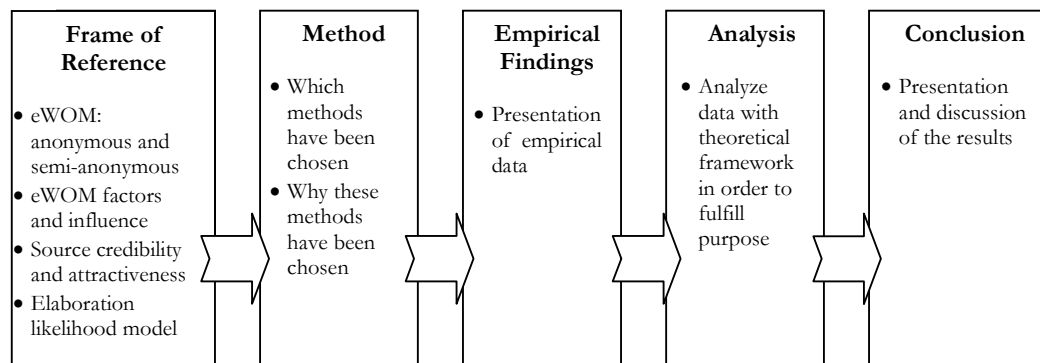 Frame of
Reference
• eWOM:
anonymous and
semi-anonymous
• eWOM factors
and influence
• Source credibility
and attractiveness
• Elaboration
likelihood model
Method
• Which
methods
have been
chosen
• Why these
methods
have been
chosen
Empirical
Findings
• Presentation
of empirical
data
Analysis
• Analyze
data with
theoretical
framework
in order to
fulfill
purpose
Conclusion
• Presentation
and discussion
of the results